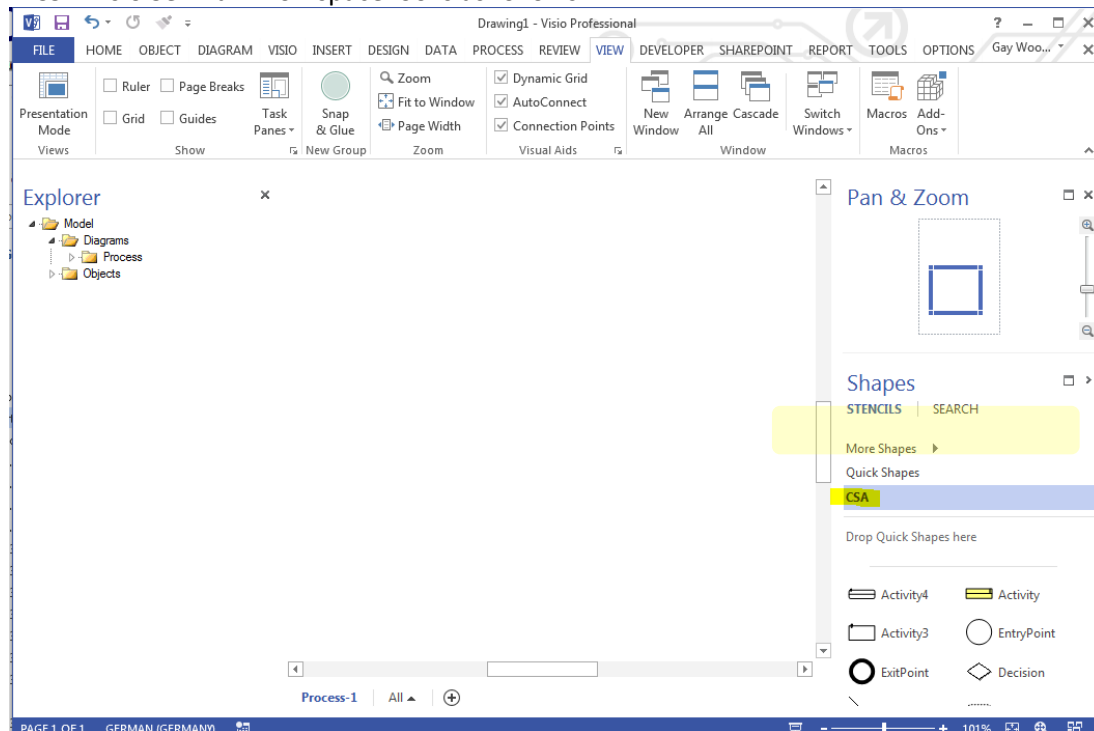 Drawing1 - Visio Professional
FILE HOME OBJECT DIAGRAM VISIO INSERT DESIGN DATA PROCESS REVIEW VIEW DEVELOPER SHAREPOINT REPORT TOOLS OPTIONS Gay Woo...
Ruler Page Breaks
Grid Guides
Presentation Mode
Task Panes
Snap & Glue
Zoom
Fit to Window
Page Width
Dynamic Grid
AutoConnect
Connection Points
New Window
Arrange All
Cascade
Switch Windows
Macros
Add-Ons
Views Show New Group Zoom Visual Aids Window Macros
Explorer
Model
Diagrams
Process
Objects
Pan & Zoom
Shapes
STENCILS SEARCH
More Shapes
Quick Shapes
CSA
Drop Quick Shapes here
Activity4 Activity
Activity3 EntryPoint
ExitPoint Decision
Process-1 All
PAGE 1 OF 1 GERMAN (GERMANY) 101%